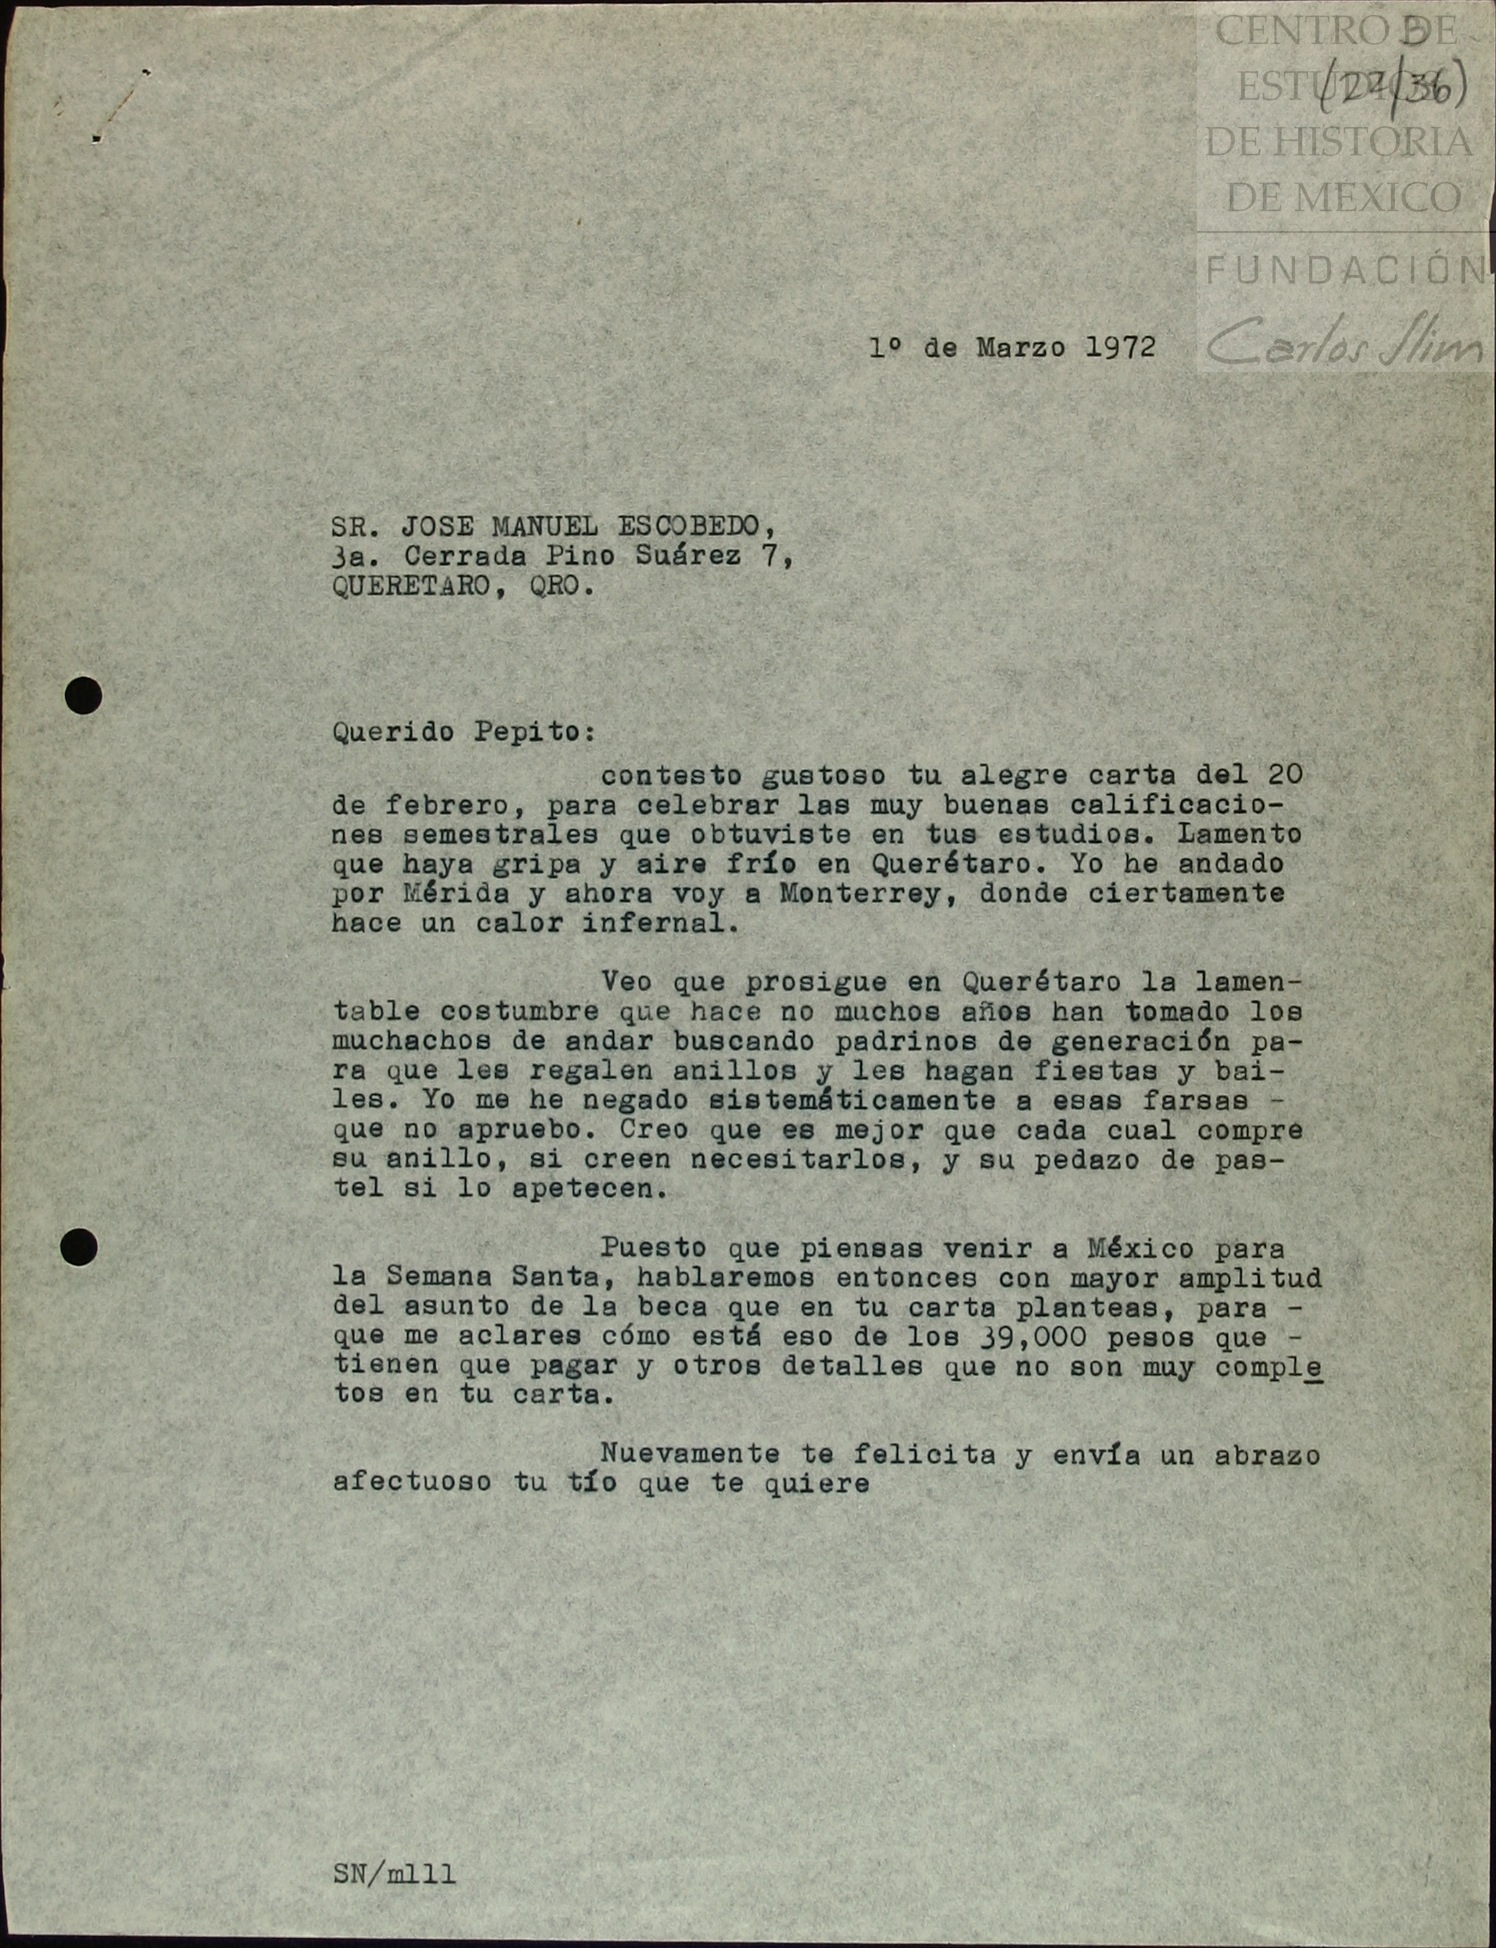 CENTRO DE
ESTUDIOS
DE HISTORIA
DE MEXICO
FUNDACIÓN
Carlos Slim
(22/36)
1º de Marzo 1972
SR. JOSE MANUEL ESCOBEDO,
3a. Cerrada Pino Suárez 7,
QUERETARO, QRO.
Querido Pepito:
contesto gustoso tu alegre carta del 20
de febrero, para celebrar las muy buenas calificacio-
nes semestrales que obtuviste en tus estudios. Lamento
que haya gripa y aire frío en Querétaro. Yo he andado
por Mérida y ahora voy a Monterrey, donde ciertamente
hace un calor infernal.
Veo que prosigue en Querétaro la lamen-
table costumbre que hace no muchos años han tomado los
muchachos de andar buscando padrinos de generación pa-
ra que les regalen anillos y les hagan fiestas y bai-
les. Yo me he negado sistemáticamente a esas farsas -
que no apruebo. Creo que es mejor que cada cual compre
su anillo, si creen necesitarlos, y su pedazo de pas-
tel si lo apetecen.
Puesto que piensas venir a México para
la Semana Santa, hablaremos entonces con mayor amplitud
del asunto de la beca que en tu carta planteas, para -
que me aclares cómo está eso de los 39,000 pesos que -
tienen que pagar y otros detalles que no son muy comple
tos en tu carta.
Nuevamente te felicita y envía un abrazo
afectuoso tu tío que te quiere
SN/mlll